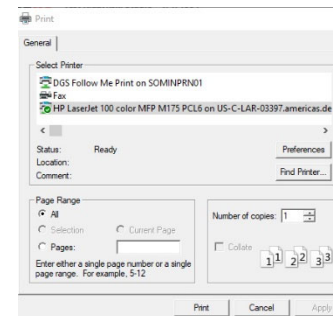 Print
General
Select Printer
DGS Follow Me Print on SOMINPRN01
Fax
HP LaserJet 100 color MFP M175 PCL6 on US-C-LAR-03397.americas.de
Status: Ready Preferences
Location:
Comment: Find Printer...
Page Range
All Number of copies: 1
Selection Current Page
Pages: Collate
Enter either a single page number or a single
page range. For example, 5-12
11 22 33
Print Cancel Apply